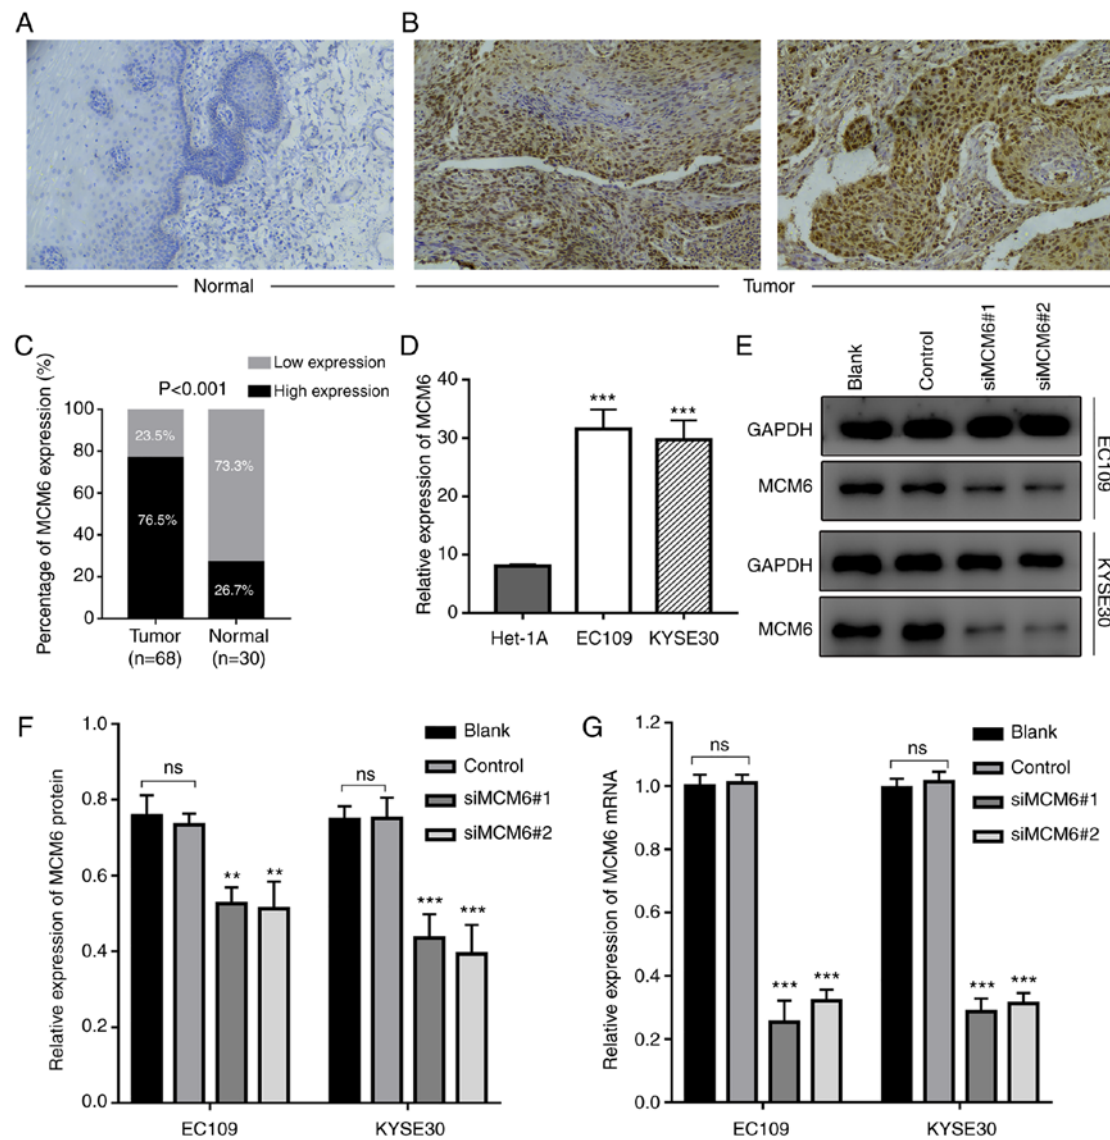 A
B
Normal
Tumor
C
Low expression
High expression
P<0.001
Percentage of MCM6 expression (%)
100
80
60
40
20
0
23.5%
76.5%
73.3%
26.7%
Tumor
(n=68)
Normal
(n=30)
D
Relative expression of MCM6
40
30
20
10
0
***
***
Het-1A
EC109
KYSE30
E
Blank
Control
siMCM6#1
siMCM6#2
GAPDH
MCM6
EC109
GAPDH
MCM6
KYSE30
F
Relative expression of MCM6 protein
1.0
0.8
0.6
0.4
0.2
0.0
Blank
Control
siMCM6#1
siMCM6#2
ns
**
**
ns
***
***
EC109
KYSE30
G
Relative expression of MCM6 mRNA
1.2
1.0
0.8
0.6
0.4
0.2
0.0
Blank
Control
siMCM6#1
siMCM6#2
ns
***
***
ns
***
***
EC109
KYSE30